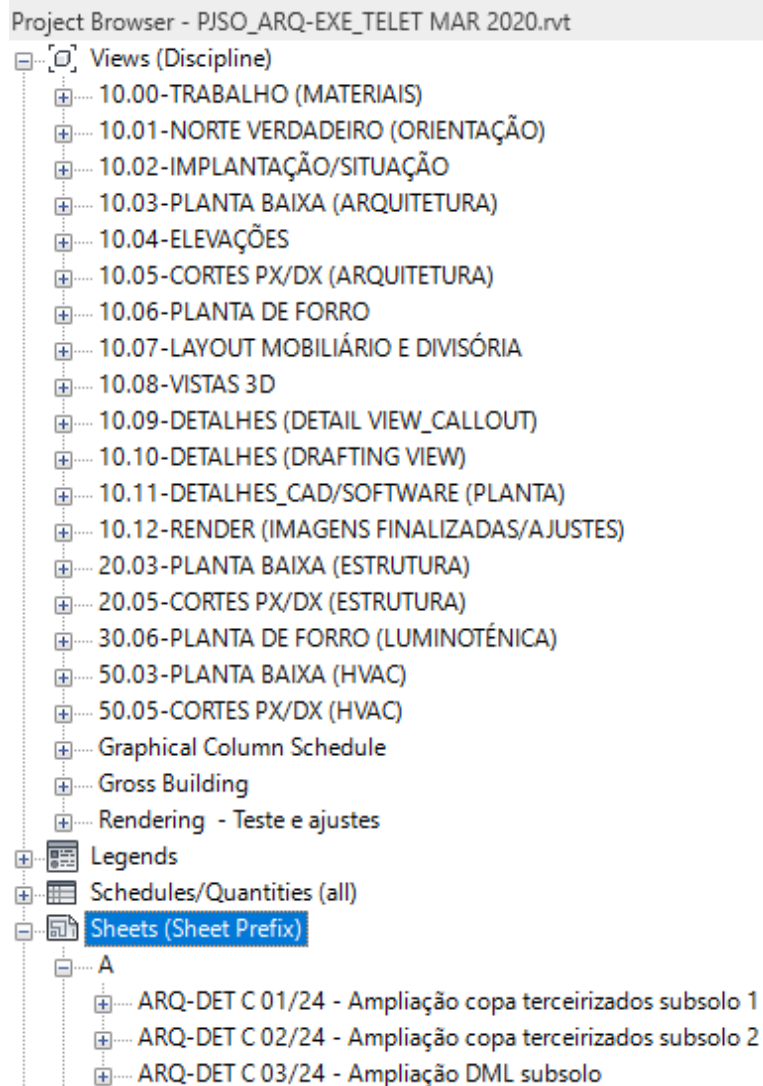 Project Browser - PJSO_ARQ-EXE_TELET MAR 2020.rvt
Views (Discipline)
10.00-TRABALHO (MATERIAIS)
10.01-NORTE VERDADEIRO (ORIENTAÇÃO)
10.02-IMPLANTAÇÃO/SITUAÇÃO
10.03-PLANTA BAIXA (ARQUITETURA)
10.04-ELEVAÇÕES
10.05-CORTES PX/DX (ARQUITETURA)
10.06-PLANTA DE FORRO
10.07-LAYOUT MOBILIÁRIO E DIVISÓRIA
10.08-VISTAS 3D
10.09-DETALHES (DETAIL VIEW_CALLOUT)
10.10-DETALHES (DRAFTING VIEW)
10.11-DETALHES_CAD/SOFTWARE (PLANTA)
10.12-RENDER (IMAGENS FINALIZADAS/AJUSTES)
20.03-PLANTA BAIXA (ESTRUTURA)
20.05-CORTES PX/DX (ESTRUTURA)
30.06-PLANTA DE FORRO (LUMINOTÉNICA)
50.03-PLANTA BAIXA (HVAC)
50.05-CORTES PX/DX (HVAC)
Graphical Column Schedule
Gross Building
Rendering - Teste e ajustes
Legends
Schedules/Quantities (all)
Sheets (Sheet Prefix)
A
ARQ-DET C 01/24 - Ampliação copa terceirizados subsolo 1
ARQ-DET C 02/24 - Ampliação copa terceirizados subsolo 2
ARQ-DET C 03/24 - Ampliação DML subsolo